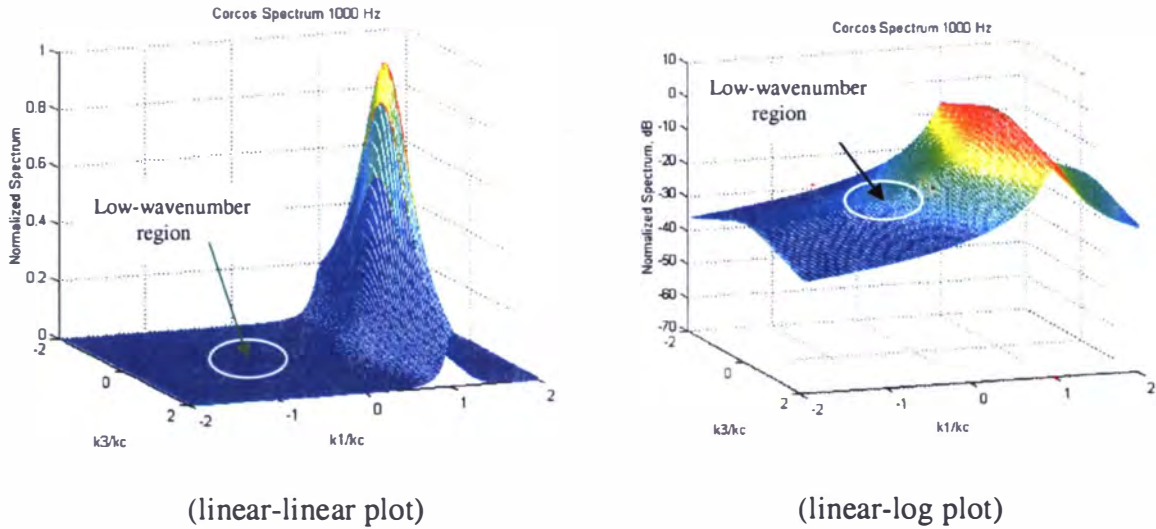 Corcos Spectrum 1000 Hz
1
0.8
0.6
0.4
0.2
0
Normalized Spectrum
Low-wavenumber
region
-2
0
2
k3/kc
-2
-1
0
1
2
k1/kc
(linear-linear plot)
Corcos Spectrum 1000 Hz
10
0
-10
-20
-30
-40
-50
-60
-70
Normalized Spectrum, dB
Low-wavenumber
region
-2
0
2
k3/kc
-2
-1
0
1
2
k1/kc
(linear-log plot)